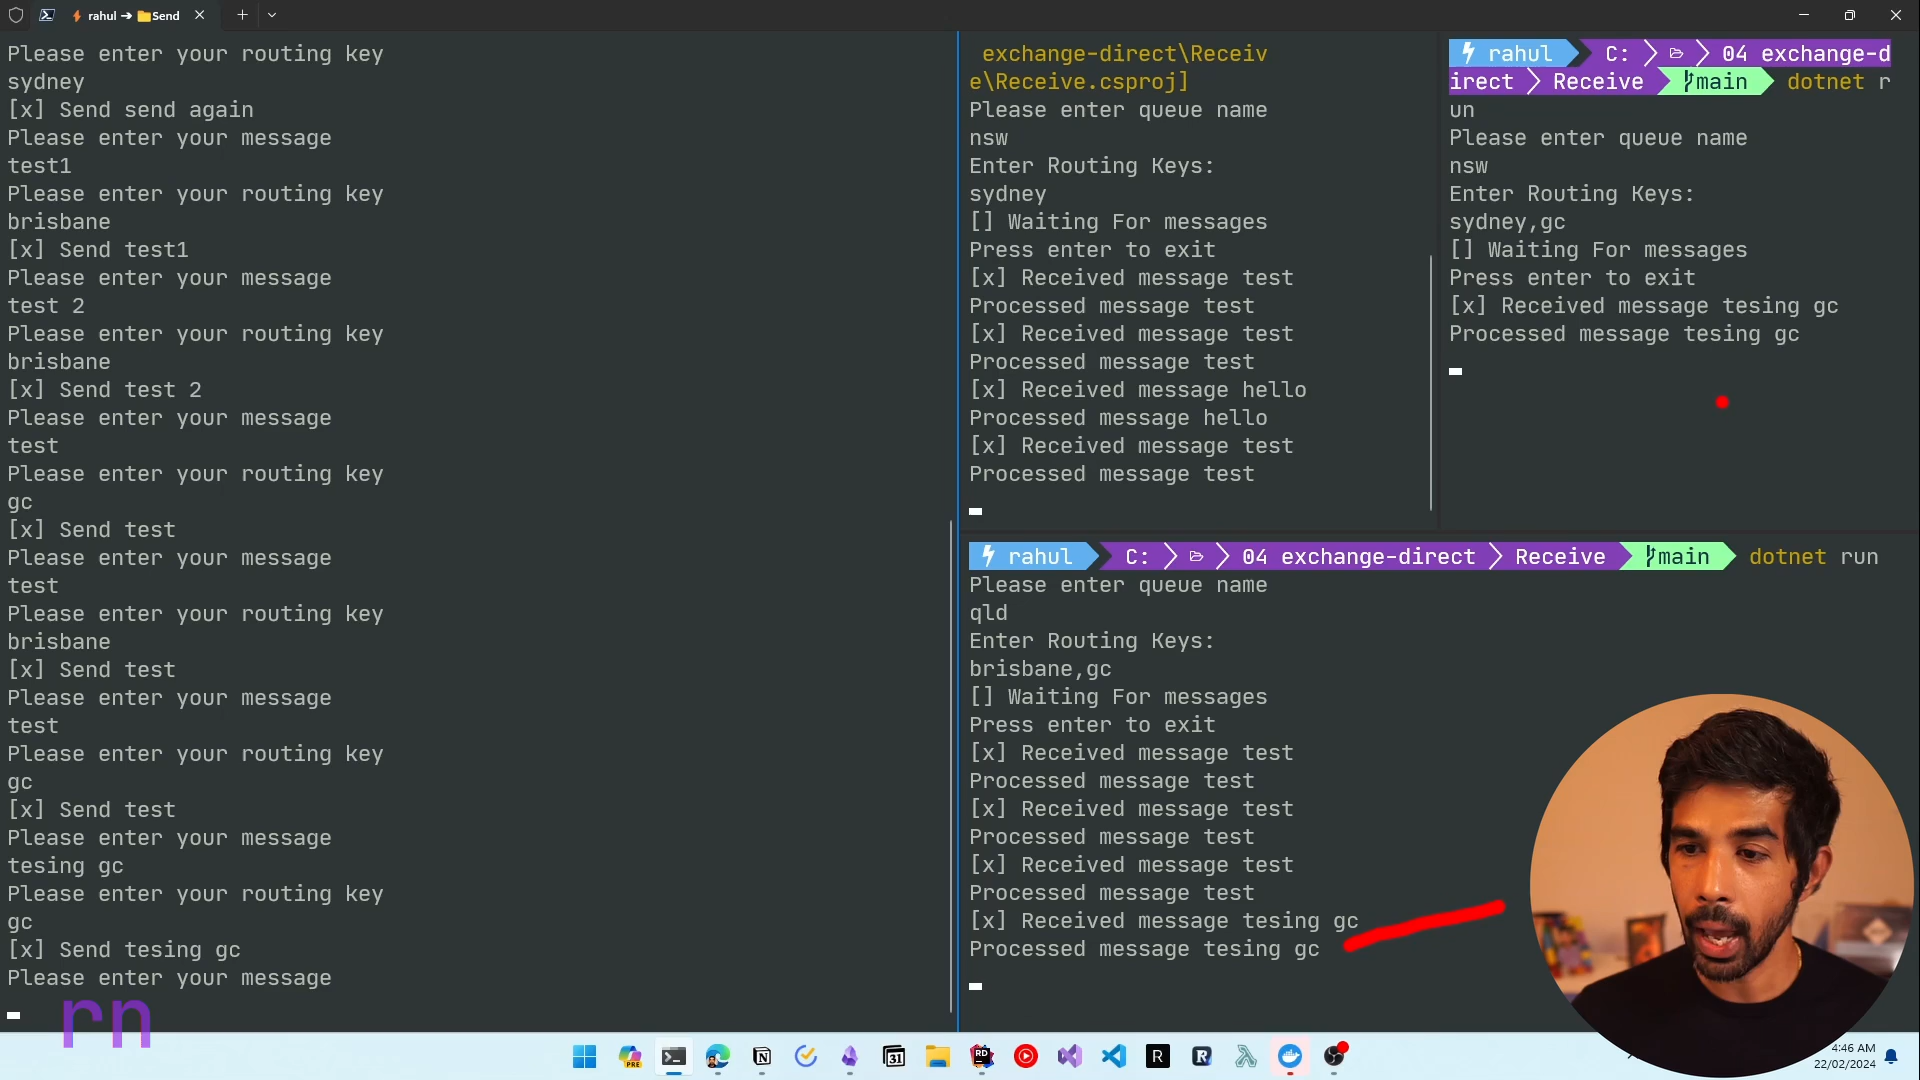 rahul → Send
Please enter your routing key
sydney
[x] Send send again
Please enter your message
test1
Please enter your routing key
brisbane
[x] Send test1
Please enter your message
test 2
Please enter your routing key
brisbane
[x] Send test 2
Please enter your message
test
Please enter your routing key
gc
[x] Send test
Please enter your message
test
Please enter your routing key
brisbane
[x] Send test
Please enter your message
test
Please enter your routing key
gc
[x] Send test
Please enter your message
tesing gc
Please enter your routing key
gc
[x] Send tesing gc
Please enter your message
rn
exchange-direct\Receiv
e\Receive.csproj]
Please enter queue name
nsw
Enter Routing Keys:
sydney
[] Waiting For messages
Press enter to exit
[x] Received message test
Processed message test
[x] Received message test
Processed message test
[x] Received message hello
Processed message hello
[x] Received message test
Processed message test
rahul C: 04 exchange-d
irect Receive main dotnet r
un
Please enter queue name
nsw
Enter Routing Keys:
sydney,gc
[] Waiting For messages
Press enter to exit
[x] Received message tesing gc
Processed message tesing gc
rahul C: 04 exchange-direct Receive main dotnet run
Please enter queue name
qld
Enter Routing Keys:
brisbane,gc
[] Waiting For messages
Press enter to exit
[x] Received message test
Processed message test
[x] Received message test
Processed message test
[x] Received message test
Processed message test
[x] Received message tesing gc
Processed message tesing gc
PRE
31
RD
R
R
4:46 AM
22/02/2024